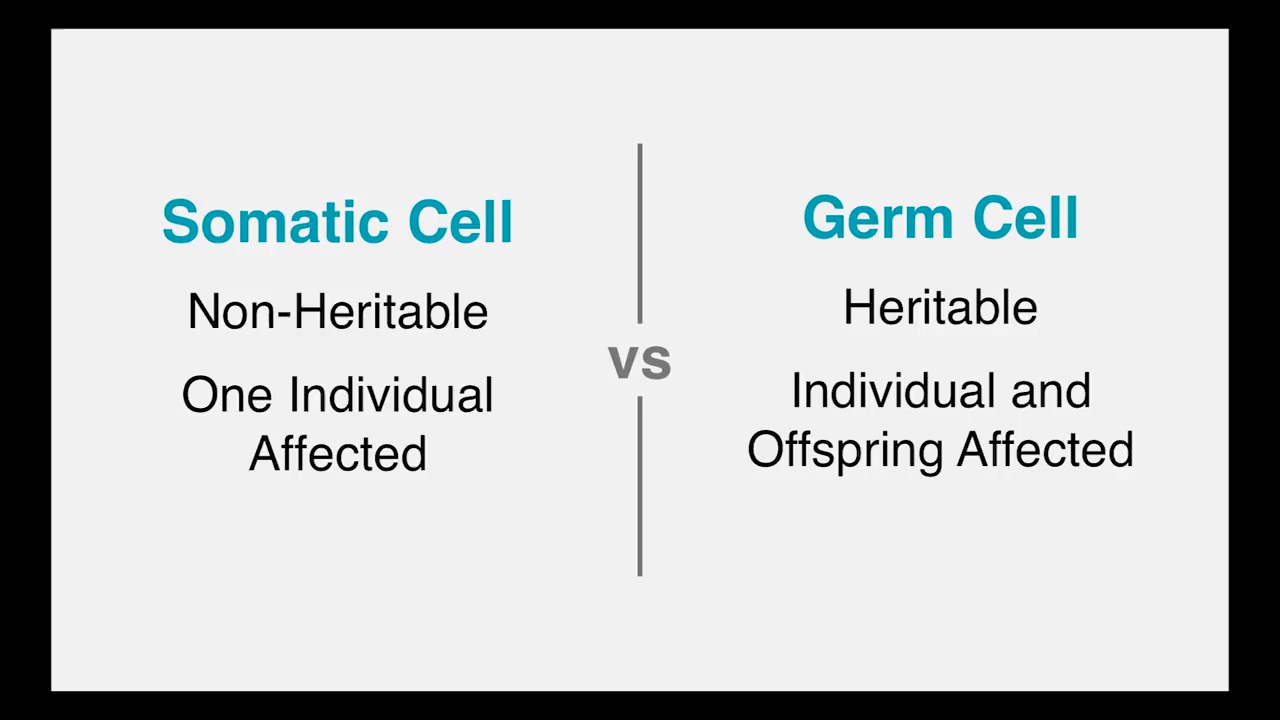 Somatic Cell
Non-Heritable
One Individual
Affected
vs
Germ Cell
Heritable
Individual and
Offspring Affected